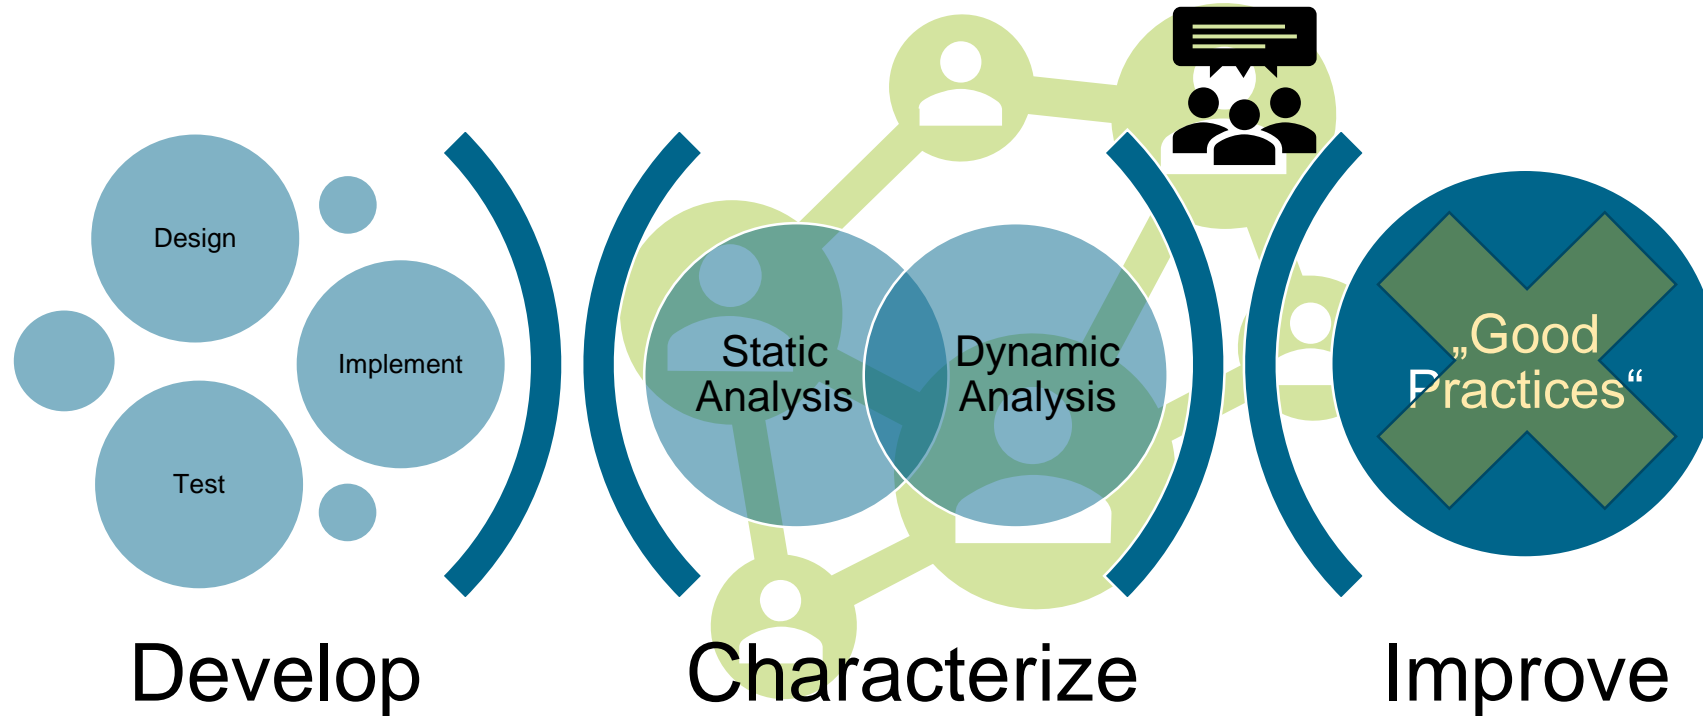 Design
Implement
Test
Static
Analysis
Dynamic
Analysis
„Good
Practices“
Develop
Characterize
Improve